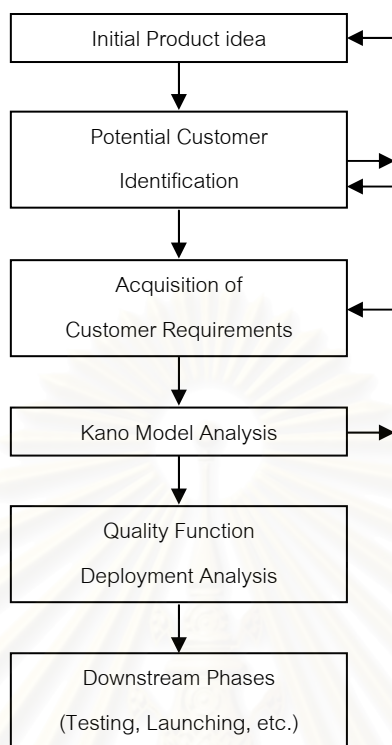 Initial Product idea
Potential Customer
Identification
Acquisition of
Customer Requirements
Kano Model Analysis
Quality Function
Deployment Analysis
Downstream Phases
(Testing, Launching, etc.)